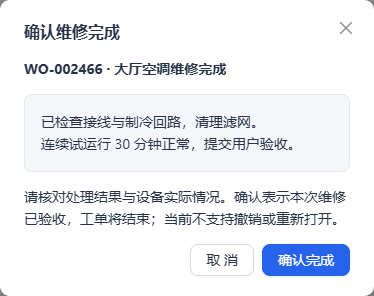 确认维修完成
WO-002466 · 大厅空调维修完成
已检查接线与制冷回路，清理滤网。
连续试运行 30 分钟正常，提交用户验收。
请核对处理结果与设备实际情况。确认表示本次维修
已验收，工单将结束；当前不支持撤销或重新打开。
取 消
确认完成